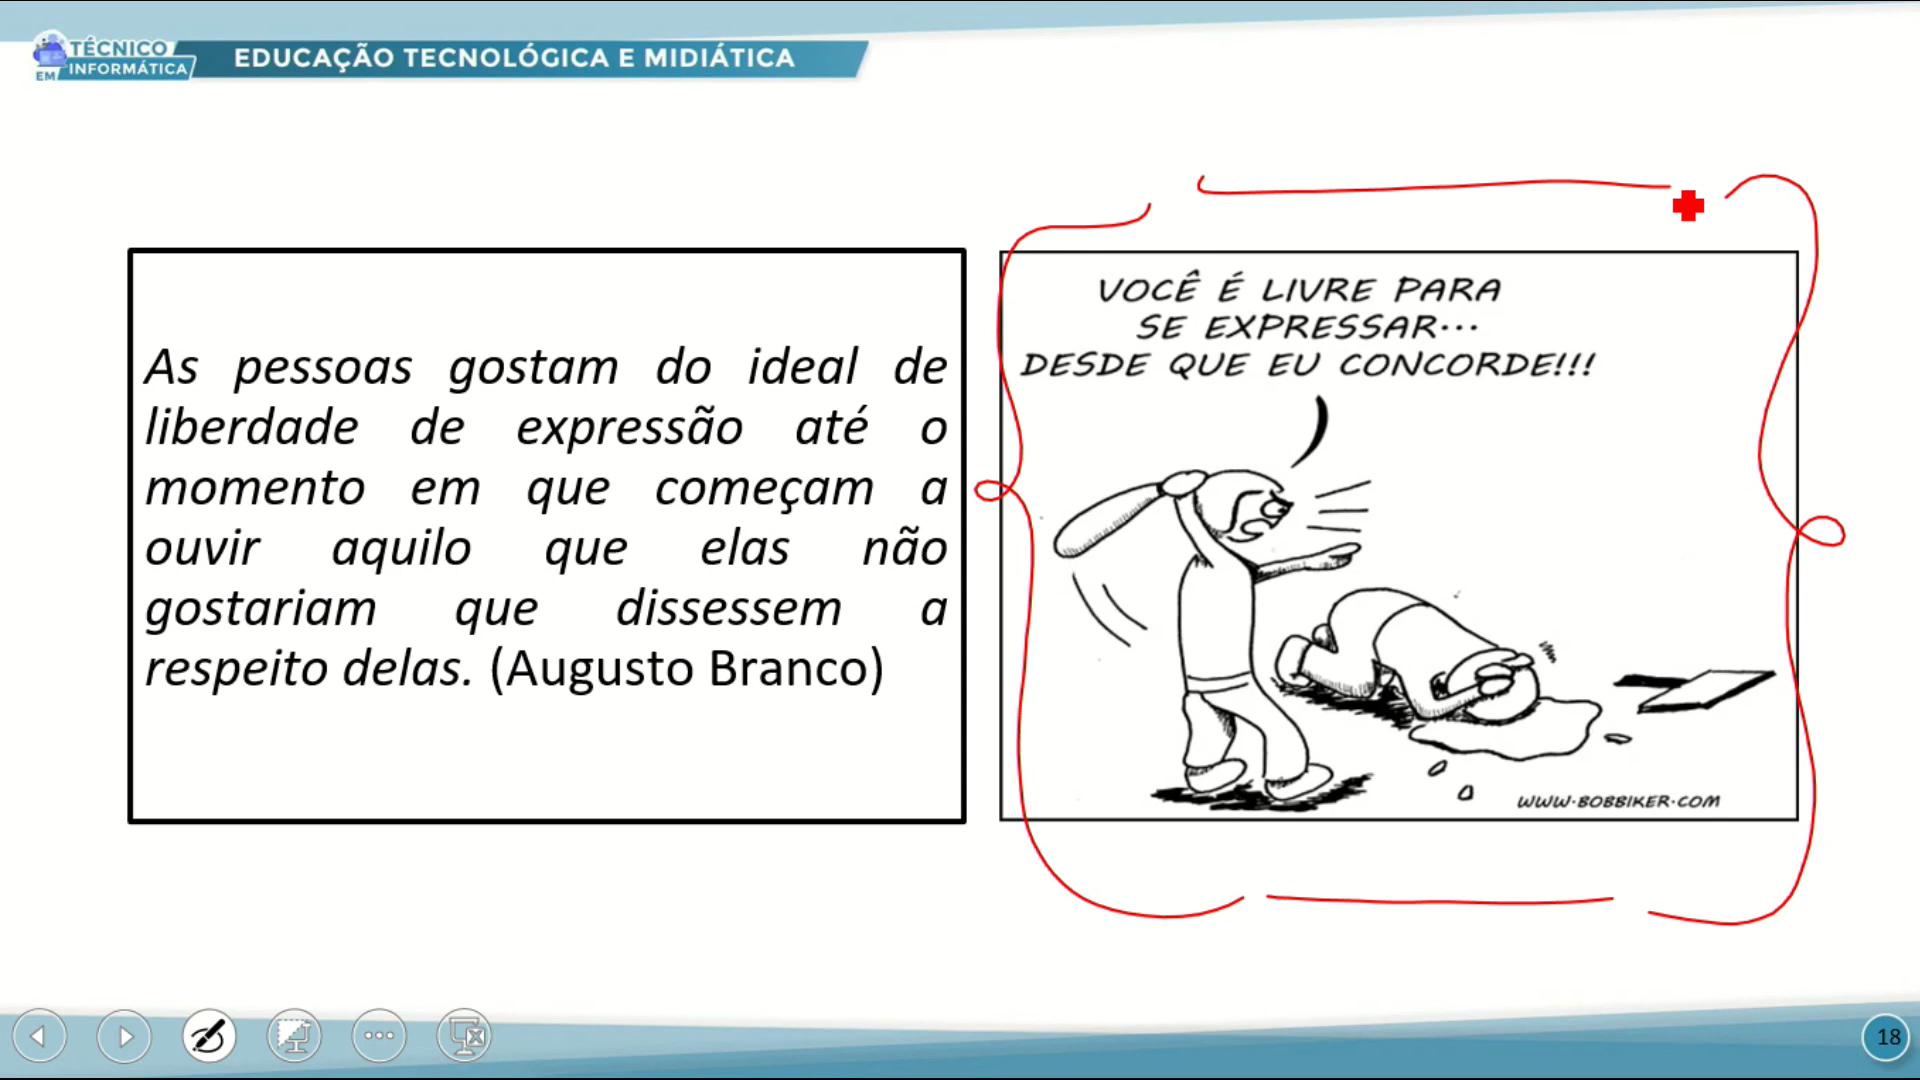 TÉCNICO
EM INFORMÁTICA
EDUCAÇÃO TECNOLÓGICA E MIDIÁTICA
As pessoas gostam do ideal de
liberdade de expressão até o
momento em que começam a
ouvir aquilo que elas não
gostariam que dissessem a
respeito delas. (Augusto Branco)
VOCÊ É LIVRE PARA
SE EXPRESSAR...
DESDE QUE EU CONCORDE!!!
WWW.BOBBIKER.COM
18